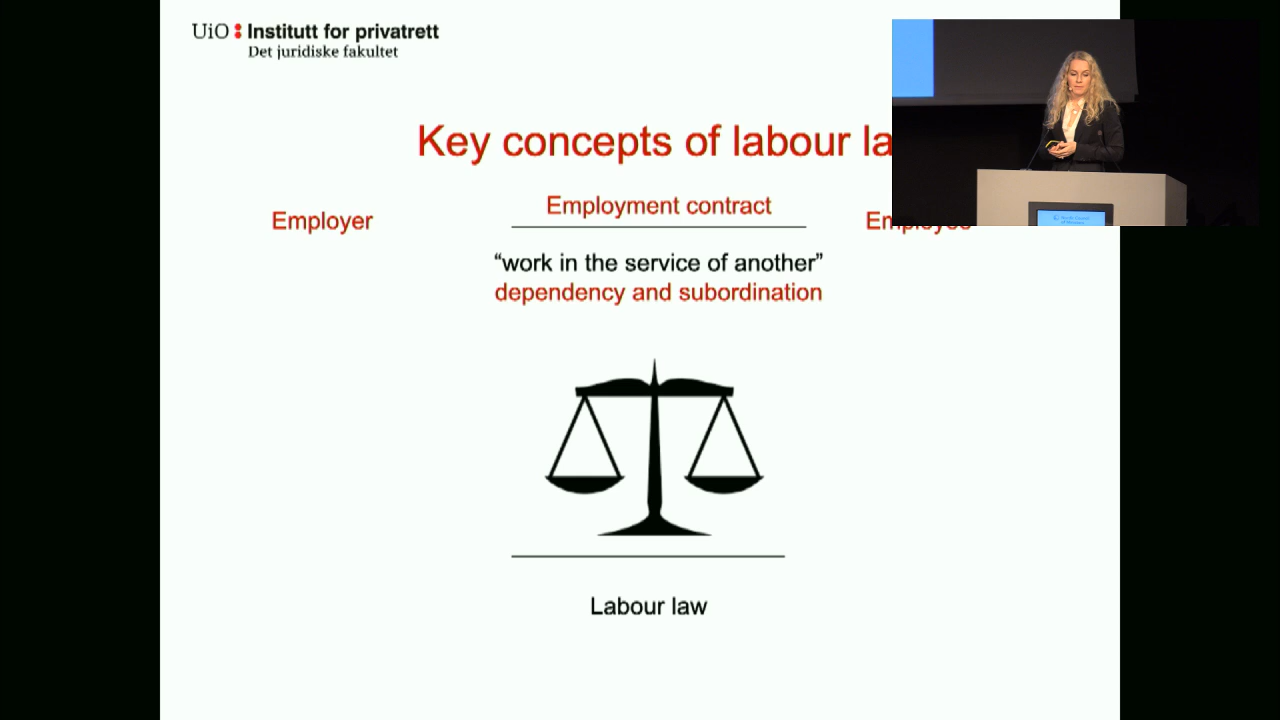 UiO Institutt for privatrett
Det juridiske fakultet
Key concepts of labour la
Employment contract
Employer
“work in the service of another”
dependency and subordination
Labour law